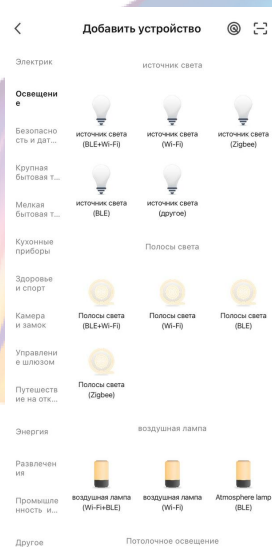 Добавить устройство
Электрик
Освещени
е
Безопасно
сть и дат...
Крупная
бытовая т...
Мелкая
бытовая т...
Кухонные
приборы
Здоровье
и спорт
Камера
и замок
Управлени
е шлюзом
Путешеств
ие на отк...
Энергия
Развлечен
ия
Промышле
нность и...
Другое
источник света
источник света
(BLE+Wi-Fi)
источник света
(Wi-Fi)
источник света
(Zigbee)
источник света
(BLE)
источник света
(другое)
Полосы света
Полосы света
(BLE+Wi-Fi)
Полосы света
(Wi-Fi)
Полосы света
(BLE)
Полосы света
(Zigbee)
воздушная лампа
воздушная лампа
(Wi-Fi+BLE)
воздушная лампа
(Wi-Fi)
Atmosphere lamp
(BLE)
Потолочное освещение